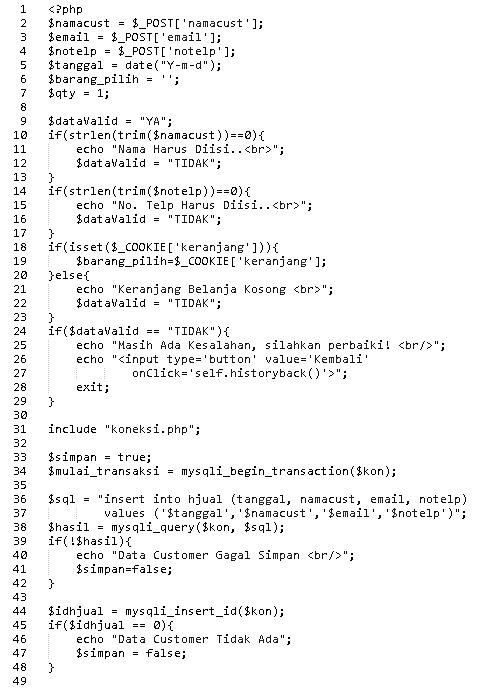 1 <?php
2 $namacust = $_POST['namacust'];
3 $email = $_POST['email'];
4 $notelp = $_POST['notelp'];
5 $tanggal = date("Y-m-d");
6 $barang_pilih = '';
7 $qty = 1;
8
9 $dataValid = "YA";
10 if(strlen(trim($namacust))==0){
11     echo "Nama Harus Diisi..<br>";
12     $dataValid = "TIDAK";
13 }
14 if(strlen(trim($notelp))==0){
15     echo "No. Telp Harus Diisi..<br>";
16     $dataValid = "TIDAK";
17 }
18 if(isset($_COOKIE['keranjang'])){
19     $barang_pilih=$_COOKIE['keranjang'];
20 }else{
21     echo "Keranjang Belanja Kosong <br>";
22     $dataValid = "TIDAK";
23 }
24 if($dataValid == "TIDAK"){
25     echo "Masih Ada Kesalahan, silahkan perbaiki! <br/>";
26     echo "<input type='button' value='Kembali'
27             onClick='self.historyback()'>";
28     exit;
29 }
30
31 include "koneksi.php";
32
33 $simpan = true;
34 $mulai_transaksi = mysqli_begin_transaction($kon);
35
36 $sql = "insert into hjual (tanggal, namacust, email, notelp)
37         values ('$tanggal','$namacust','$email','$notelp')";
38 $hasil = mysqli_query($kon, $sql);
39 if(!$hasil){
40     echo "Data Customer Gagal Simpan <br/>";
41     $simpan=false;
42 }
43
44 $idhjual = mysqli_insert_id($kon);
45 if($idhjual == 0){
46     echo "Data Customer Tidak Ada";
47     $simpan = false;
48 }
49